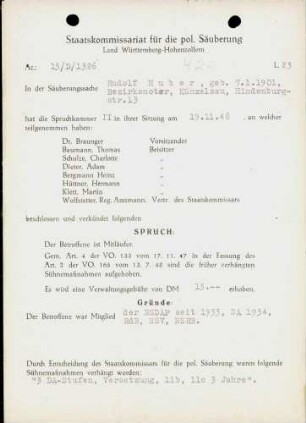 Staatskommissariat für die pol. Säuberung
Land Württemberg-Hohenzollern
Az.: 15/D/1386
L 23
In der Säuberungssache Rudolf Huber, geb. 7.1.1901,
Bezirksnotar, Künzelsau, Hindenburg-
str.13
hat die Spruchkammer II in ihrer Sitzung am 19.11.48 an welcher
teilgenommen haben:
Dr. Braunger Vorsitzender
Baumann, Thomas Beisitzer
Schulze, Charlotte „
Dieter, Adam „
Bergmann Heinz „
Hüttner, Hermann „
Klett, Martin „
Wolfstetter, Reg. Amtmann, Vertr. des Staatskommissars
beschlossen und verkündet folgenden
SPRUCH:
Der Betroffene ist Mitläufer.
Gem. Art. 4 der VO. 133 vom 17. 11. 47 in der Fassung des
Art. 2 der VO. 165 vom 13. 7. 48 sind die früher verhängten
Sühnemaßnahmen aufgehoben.
Es wird eine Verwaltungsgebühr von DM 15.-- erhoben.
Gründe:
Der Betroffene war Mitglied der NSDAP seit 1933, SA 1934,
RdB, NSV, NSRB.
Durch Entscheidung des Staatskommissars für die pol. Säuberung waren folgende
Sühnemaßnahmen verhängt worden:
"3 DA-Stufen, Versetzung, 11b, 11c 3 Jahre".